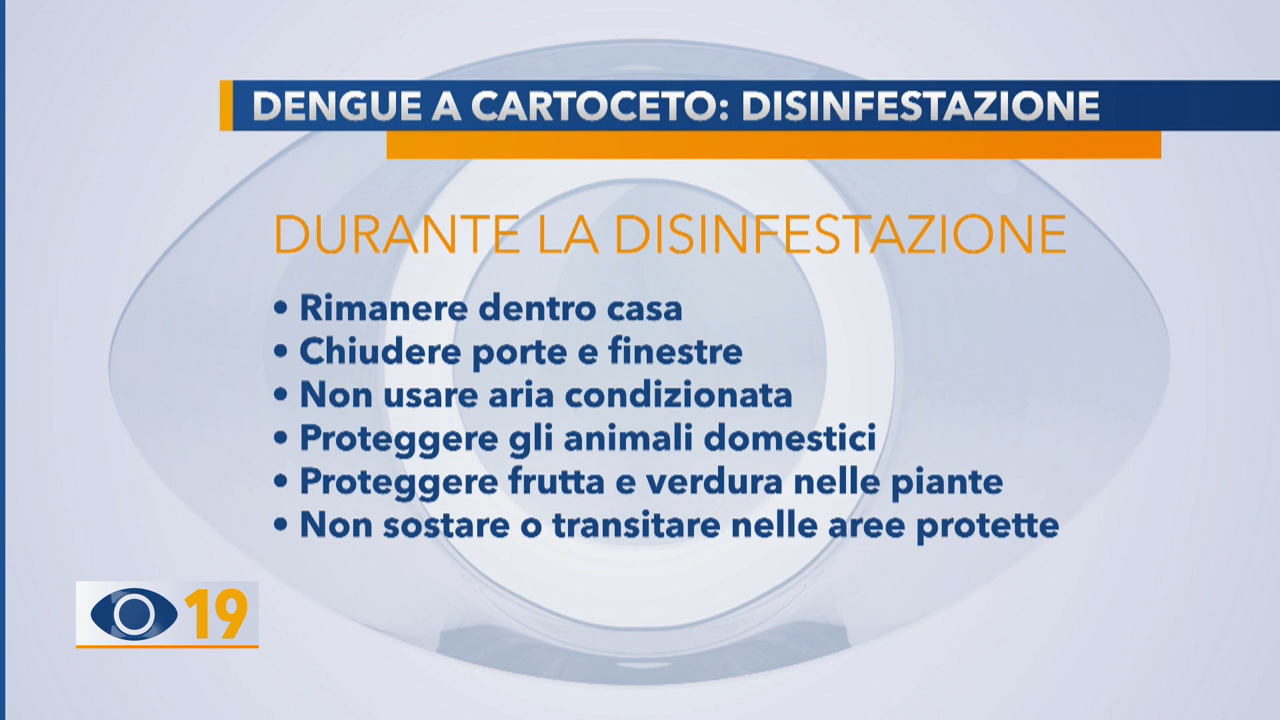 DENGUE A CARTOCETO: DISINFESTAZIONE
DURANTE LA DISINFESTAZIONE
• Rimanere dentro casa
• Chiudere porte e finestre
• Non usare aria condizionata
• Proteggere gli animali domestici
• Proteggere frutta e verdura nelle piante
• Non sostare o transitare nelle aree protette
19